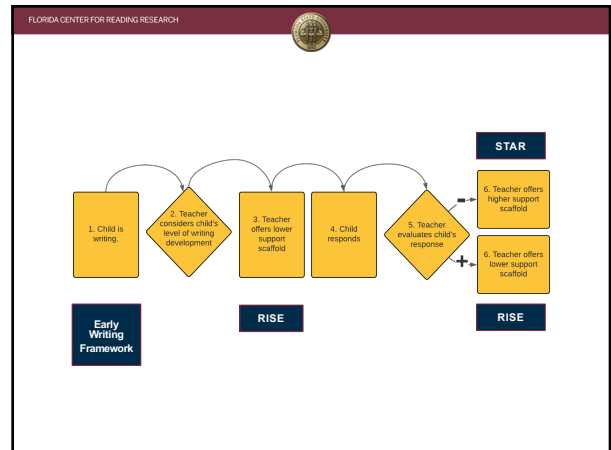 FLORIDA CENTER FOR READING RESEARCH
STAR
1. Child is
writing.
2. Teacher
considers child's
level of writing
development
3. Teacher
offers lower
support
scaffold
4. Child
responds
5. Teacher
evaluates child's
response
-
6. Teacher offers
higher support
scaffold
+
6. Teacher offers
lower support
scaffold
Early
Writing
Framework
RISE
RISE